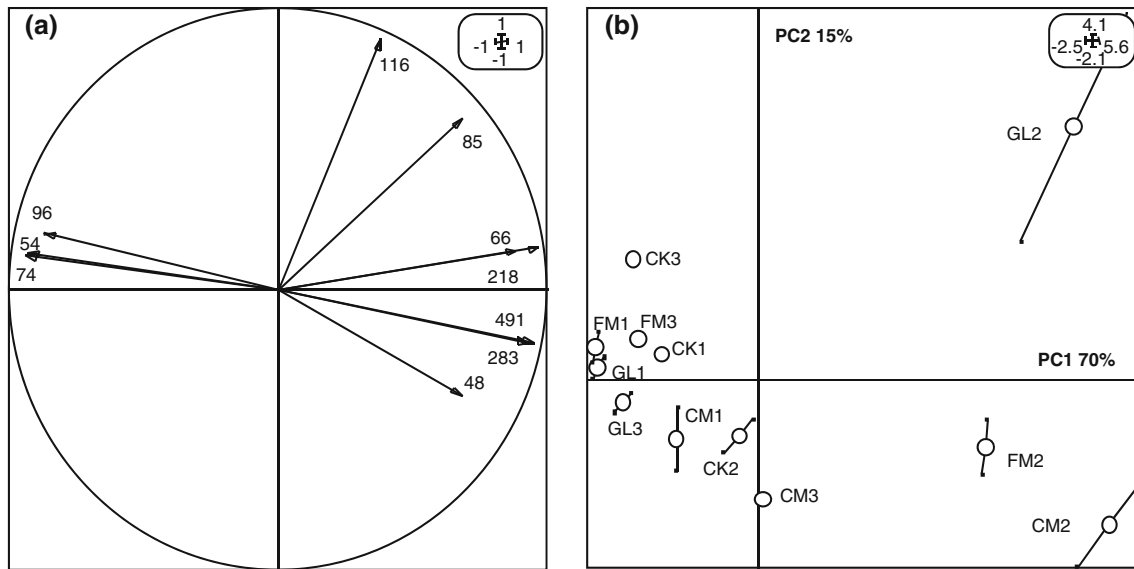 (a)
1
-1 1
-1
116
85
96
54
74
66
218
491
283
48
(b)
PC2 15%
4.1
-2.5 5.6
-2.1
GL2
CK3
FM1 FM3
CK1
GL1
PC1 70%
GL3
CM1
CK2
FM2
CM3
CM2